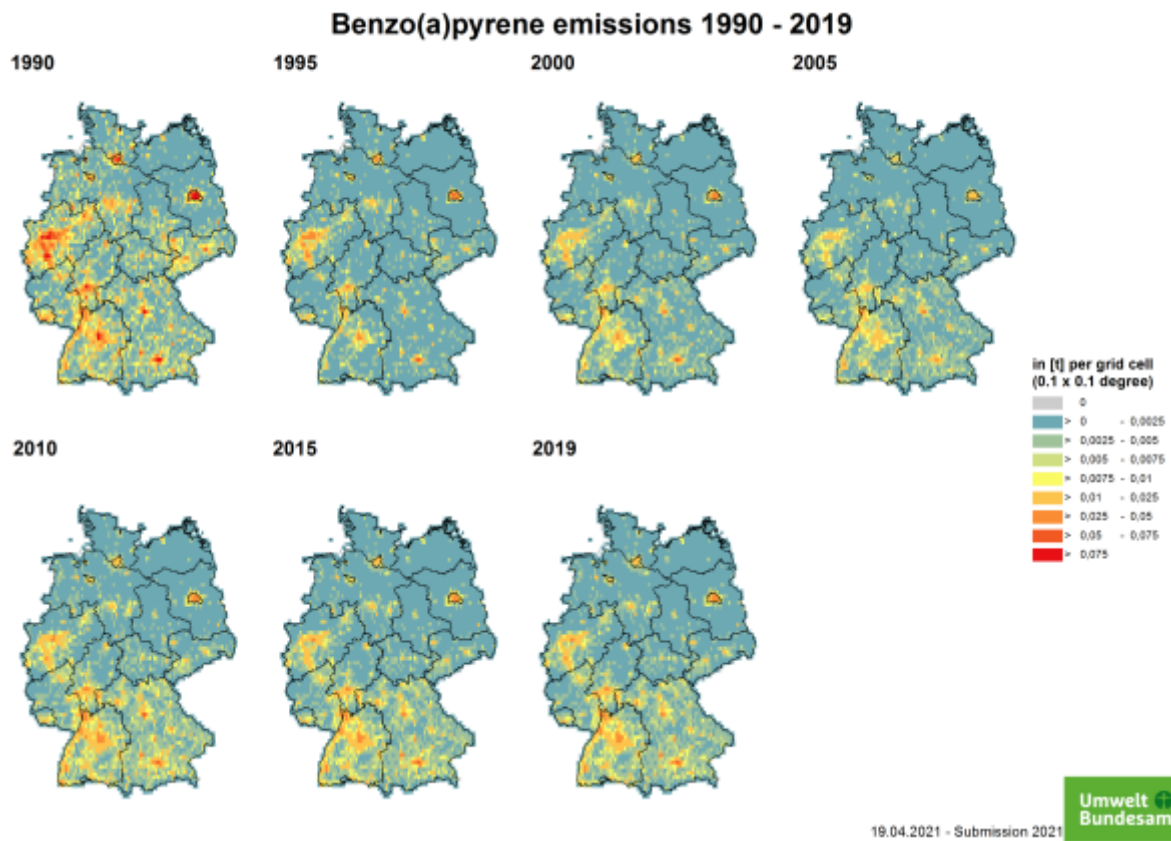 Benzo(a)pyrene emissions 1990 - 2019
1990
1995
2000
2005
in [t] per grid cell
(0.1 x 0.1 degree)
0
> 0 - 0,0025
> 0,0025 - 0,005
> 0,005 - 0,0075
> 0,0075 - 0,01
> 0,01 - 0,025
> 0,025 - 0,05
> 0,05 - 0,075
> 0,075
2010
2015
2019
Umwelt
Bundesam
19.04.2021 - Submission 2021